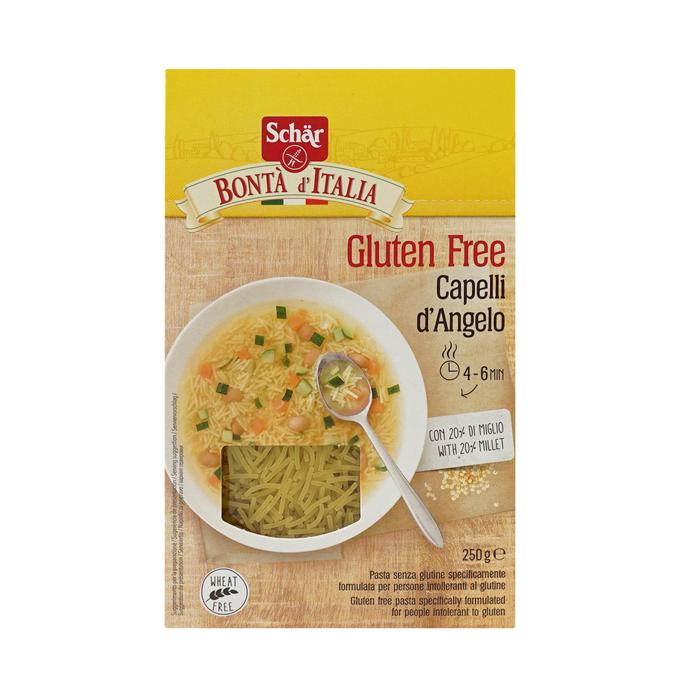 Schär
BONTÀ d'ITALIA
Gluten Free
Capelli
d'Angelo
4-6 MIN
CON 20% DI MIGLIO
WITH 20% MILLET
250g ℮
Pasta senza glutine specificamente
formulata per persone intolleranti al glutine
Gluten free pasta specifically formulated
for people intolerant to gluten
WHEAT
FREE